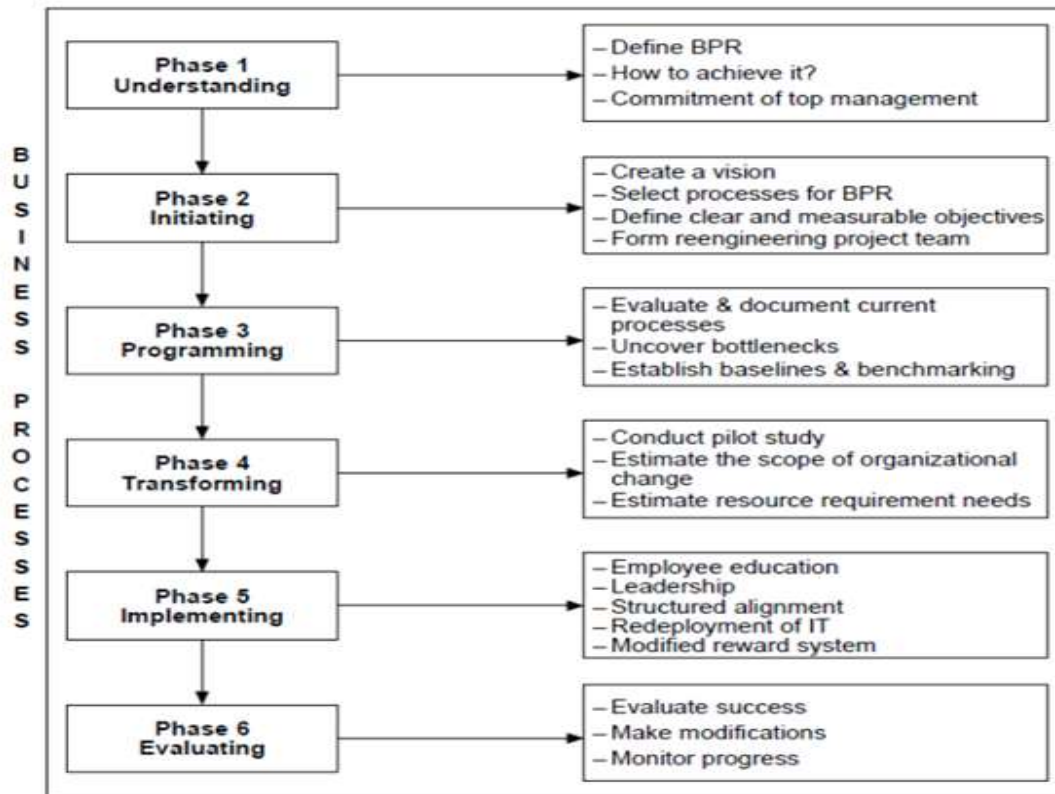 BUSINESS PROCESSES
Phase 1
Understanding
– Define BPR
– How to achieve it?
– Commitment of top management
Phase 2
Initiating
– Create a vision
– Select processes for BPR
– Define clear and measurable objectives
– Form reengineering project team
Phase 3
Programming
– Evaluate & document current
processes
– Uncover bottlenecks
– Establish baselines & benchmarking
Phase 4
Transforming
– Conduct pilot study
– Estimate the scope of organizational
change
– Estimate resource requirement needs
Phase 5
Implementing
– Employee education
– Leadership
– Structured alignment
– Redeployment of IT
– Modified reward system
Phase 6
Evaluating
– Evaluate success
– Make modifications
– Monitor progress